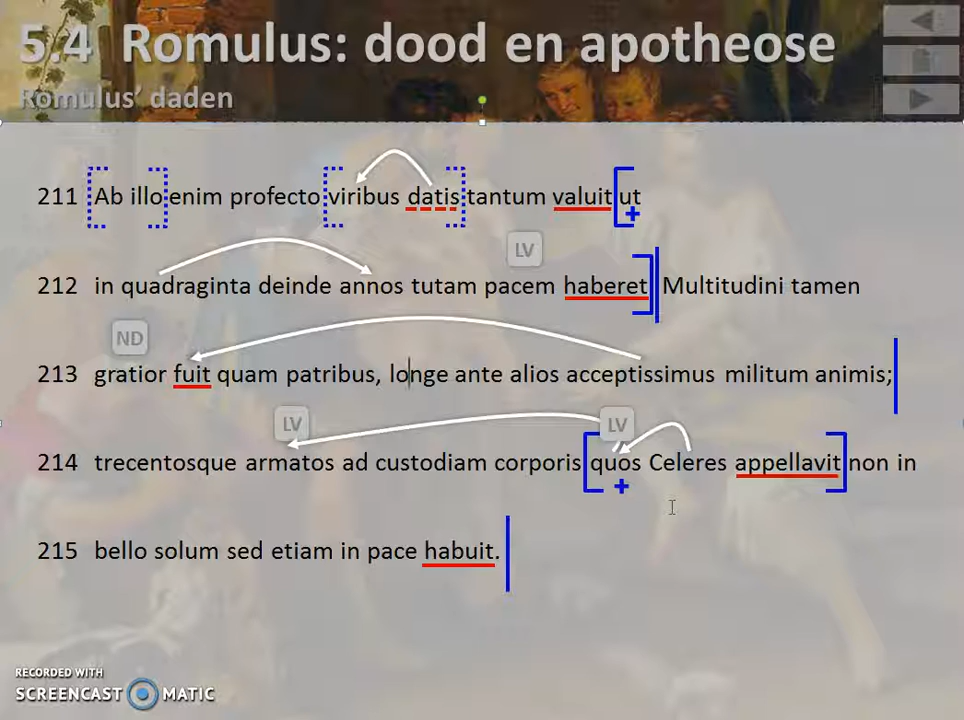 5.4 Romulus: dood en apotheose
Romulus’ daden
211 Ab illo enim profecto viribus datis tantum valuit ut
+
LV
212 in quadraginta deinde annos tutam pacem haberet Multitudini tamen
ND
213 gratior fuit quam patribus, longe ante alios acceptissimus militum animis;
LV LV
214 trecentosque armatos ad custodiam corporis quos Celeres appellavit non in
+
215 bello solum sed etiam in pace habuit.
RECORDED WITH
SCREENCAST MATIC